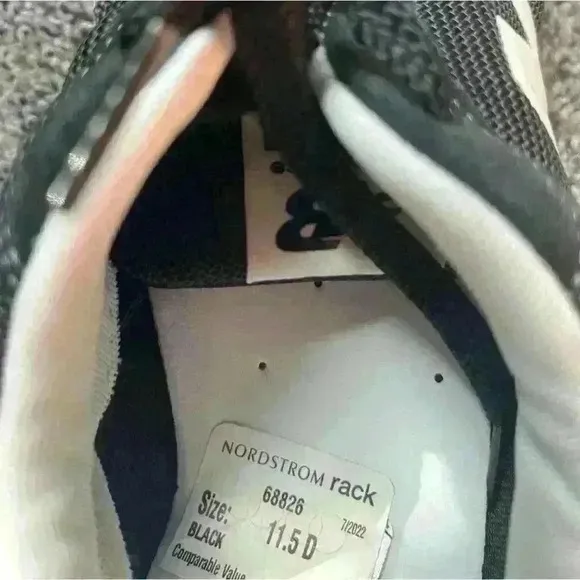 &
NORDSTROM rack
68826
7/2022
Size: 11.5 D
BLACK
Comparable Value